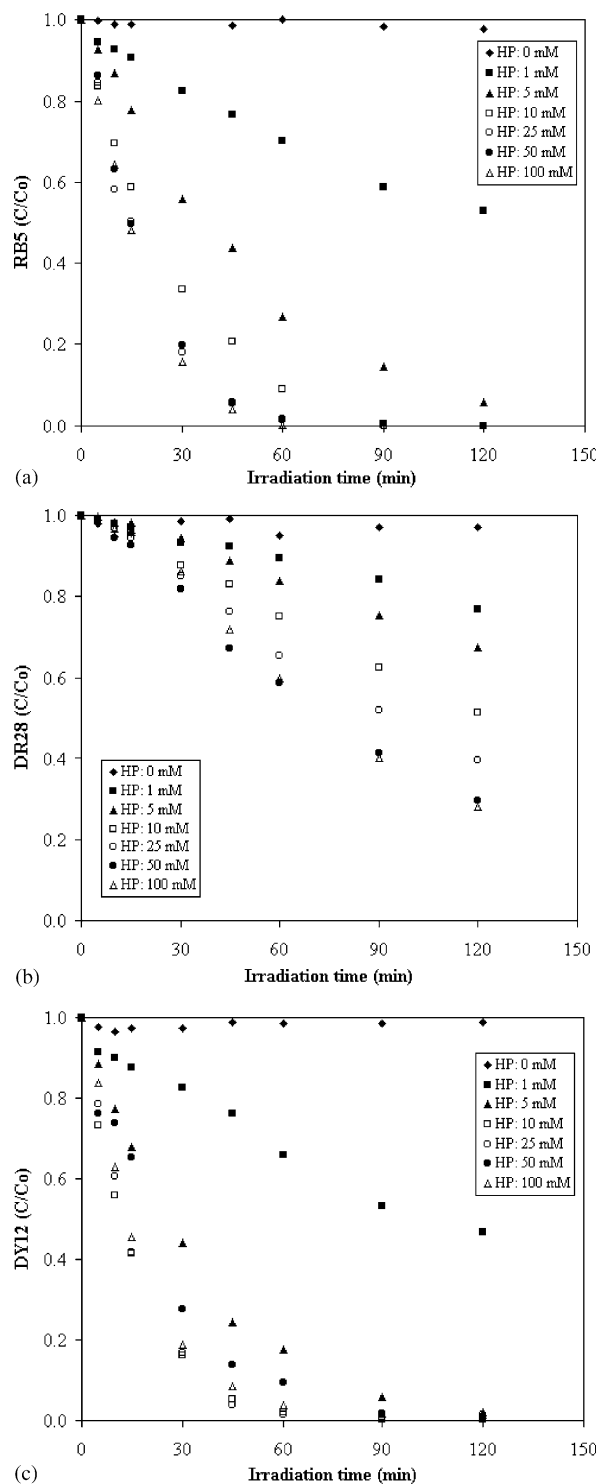 1.0
0.8
0.6
0.4
0.2
0.0
RB5 (C/Co)
HP: 0 mM
HP: 1 mM
HP: 5 mM
HP: 10 mM
HP: 25 mM
HP: 50 mM
HP: 100 mM
0 30 60 90 120 150
(a) Irradiation time (min)
1.0
0.8
0.6
0.4
0.2
0.0
DR28 (C/Co)
HP: 0 mM
HP: 1 mM
HP: 5 mM
HP: 10 mM
HP: 25 mM
HP: 50 mM
HP: 100 mM
0 30 60 90 120 150
(b) Irradiation time (min)
1.0
0.8
0.6
0.4
0.2
0.0
DY12 (C/Co)
HP: 0 mM
HP: 1 mM
HP: 5 mM
HP: 10 mM
HP: 25 mM
HP: 50 mM
HP: 100 mM
0 30 60 90 120 150
(c) Irradiation time (min)